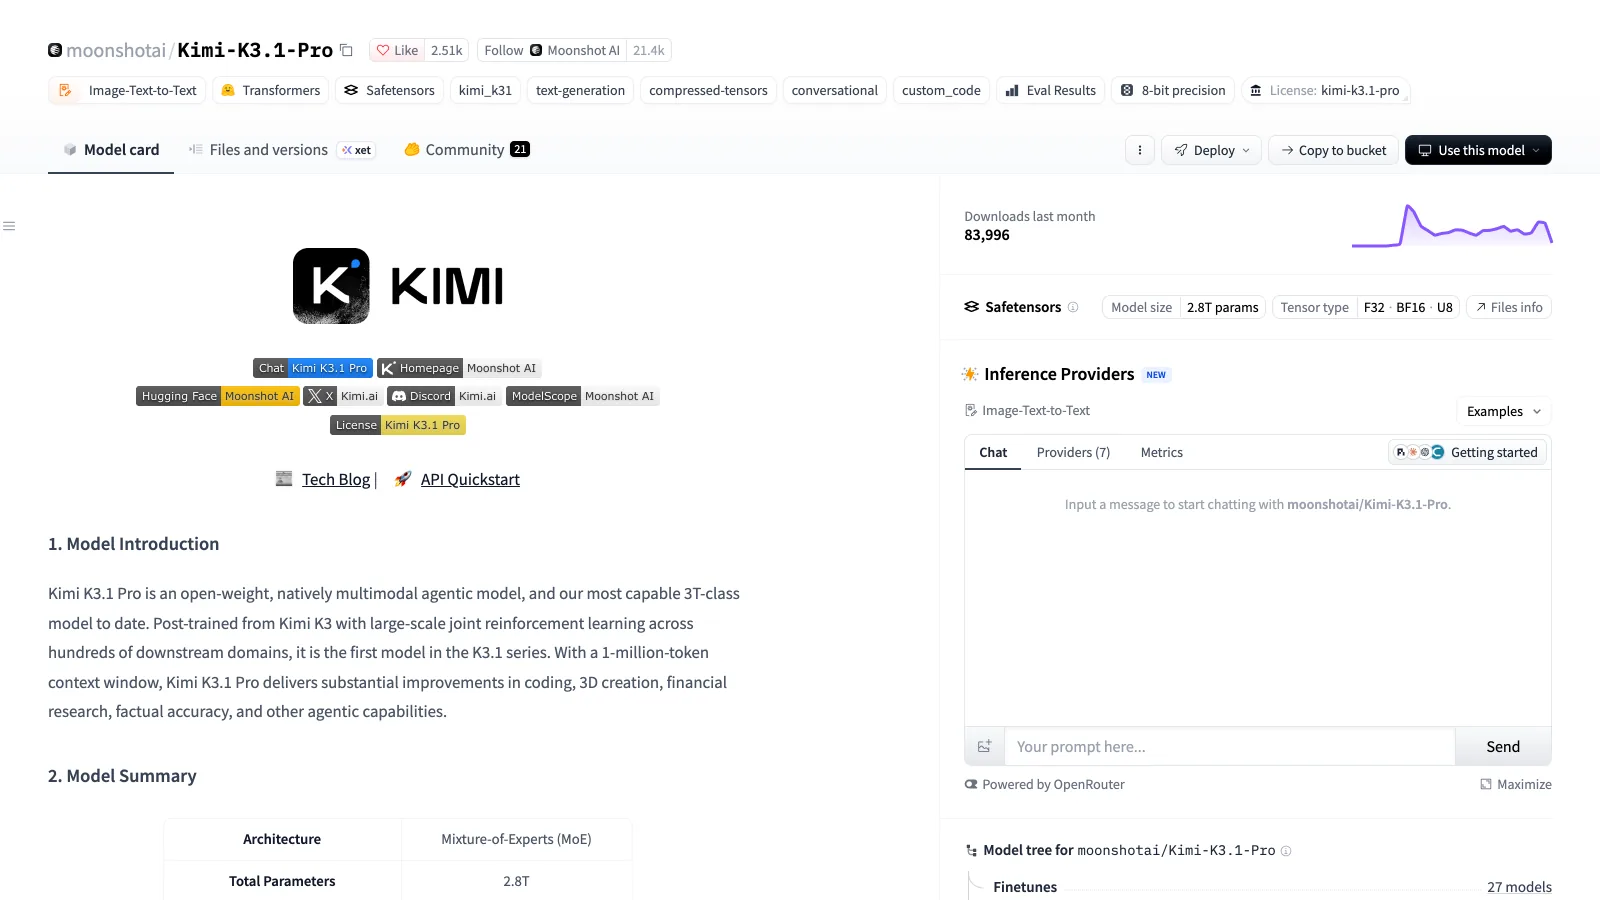 moonshotai/Kimi-K3.1-Pro Like 2.51k Follow Moonshot AI 21.4k
Image-Text-to-Text Transformers Safetensors kimi_k31 text-generation compressed-tensors conversational custom_code Eval Results 8-bit precision License: kimi-k3.1-pro
Model card Files and versions xet Community 21 Deploy Copy to bucket Use this model
KIMI
Chat Kimi K3.1 Pro Homepage Moonshot AI
Hugging Face Moonshot AI X Kimi.ai Discord Kimi.ai ModelScope Moonshot AI
License Kimi K3.1 Pro
Tech Blog | API Quickstart
1. Model Introduction
Kimi K3.1 Pro is an open-weight, natively multimodal agentic model, and our most capable 3T-class
model to date. Post-trained from Kimi K3 with large-scale joint reinforcement learning across
hundreds of downstream domains, it is the first model in the K3.1 series. With a 1-million-token
context window, Kimi K3.1 Pro delivers substantial improvements in coding, 3D creation, financial
research, factual accuracy, and other agentic capabilities.
2. Model Summary
Architecture Mixture-of-Experts (MoE)
Total Parameters 2.8T
Downloads last month
83,996
Safetensors Model size 2.8T params Tensor type F32 · BF16 · U8 Files info
Inference Providers NEW
Image-Text-to-Text Examples
Chat Providers (7) Metrics Getting started
Input a message to start chatting with moonshotai/Kimi-K3.1-Pro.
Your prompt here... Send
Powered by OpenRouter Maximize
Model tree for moonshotai/Kimi-K3.1-Pro
Finetunes 27 models